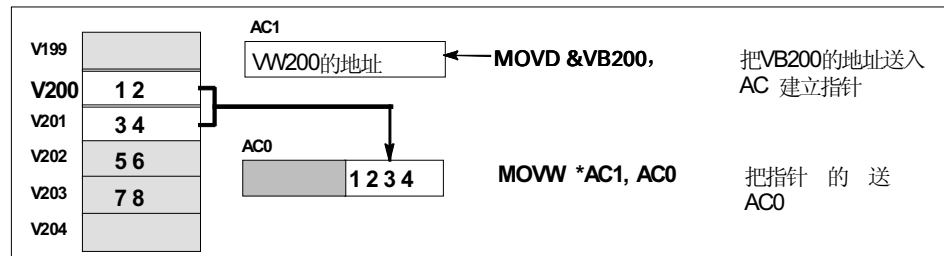 AC1
V199
VW200的地址
MOVD &VB200,
把VB200的地址送入
AC 建立指针
V200
1 2
V201
3 4
AC0
V202
5 6
1 2 3 4
MOVW *AC1, AC0
把指针 的 送
AC0
V203
7 8
V204